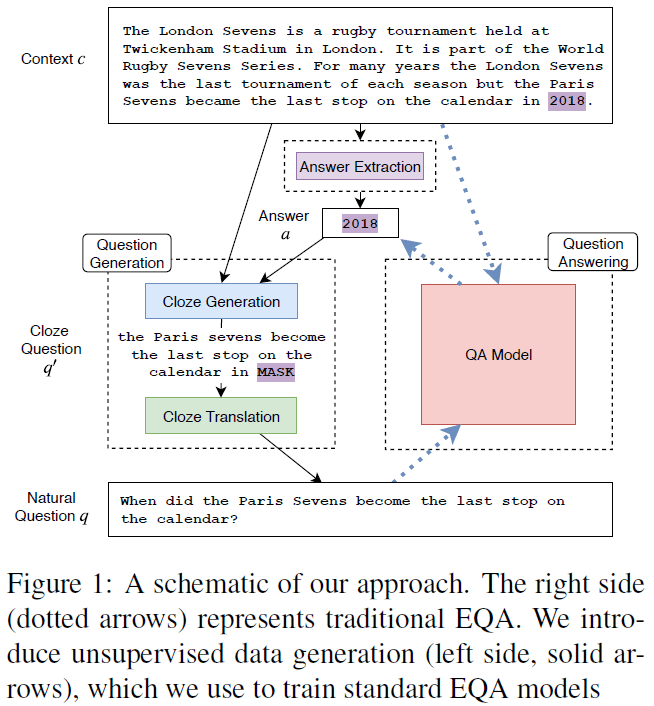 Context c
The London Sevens is a rugby tournament held at
Twickenham Stadium in London. It is part of the World
Rugby Sevens Series. For many years the London Sevens
was the last tournament of each season but the Paris
Sevens became the last stop on the calendar in 2018.
Answer Extraction
Answer
a
2018
Question
Generation
Question
Answering
Cloze Generation
Cloze
Question
q′
the Paris sevens become
the last stop on the
calendar in MASK
QA Model
Cloze Translation
Natural
Question q
When did the Paris Sevens become the last stop on
the calendar?
Figure 1: A schematic of our approach. The right side
(dotted arrows) represents traditional EQA. We intro-
duce unsupervised data generation (left side, solid ar-
rows), which we use to train standard EQA models